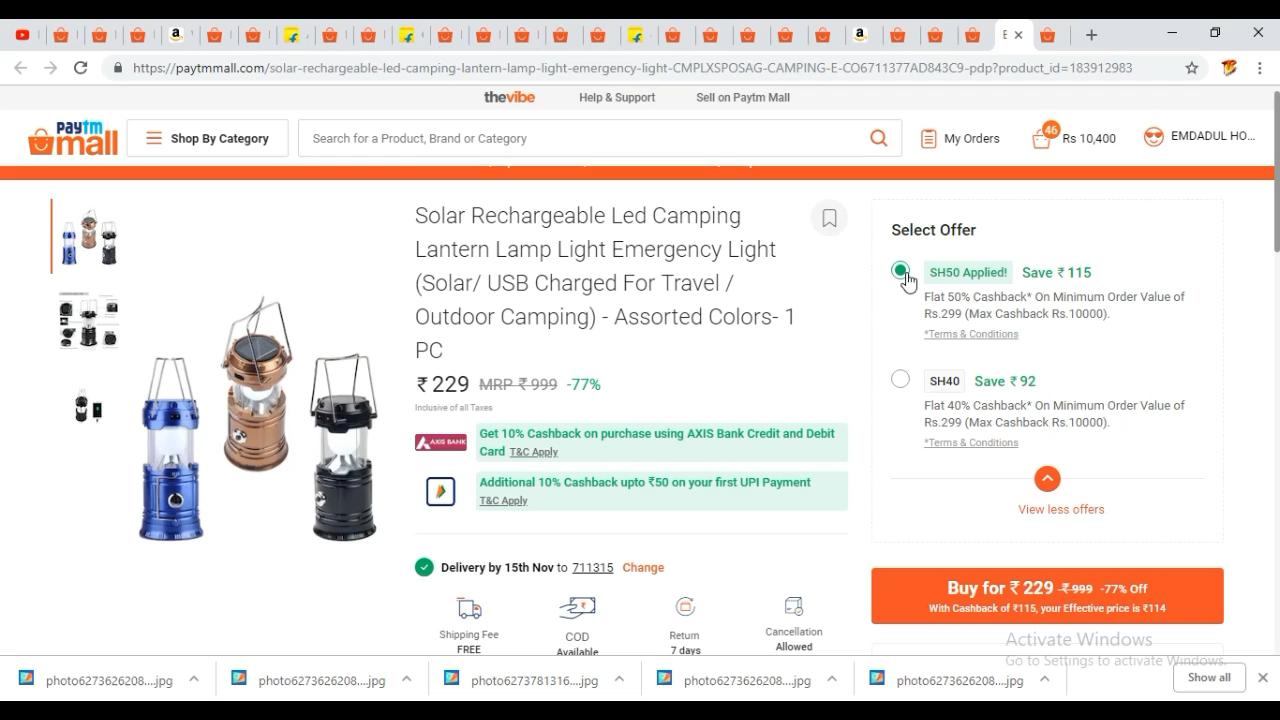 https://paytmmall.com/solar-rechargeable-led-camping-lantern-lamp-light-emergency-light-CMPLXSPOSAG-CAMPING-E-CO6711377AD843C9-pdp?product_id=183912983
thevibe Help & Support Sell on Paytm Mall
paytm mall
Shop By Category
Search for a Product, Brand or Category
My Orders
46
Rs 10,400
EMDADUL HO...
Solar Rechargeable Led Camping
Lantern Lamp Light Emergency Light
(Solar/ USB Charged For Travel /
Outdoor Camping) - Assorted Colors- 1
PC
₹229 MRP ₹999 -77%
Inclusive of all Taxes
AXIS BANK
Get 10% Cashback on purchase using AXIS Bank Credit and Debit
Card T&C Apply
Additional 10% Cashback upto ₹50 on your first UPI Payment
T&C Apply
Delivery by 15th Nov to 711315 Change
Shipping Fee
FREE
COD
Available
Return
7 days
Cancellation
Allowed
Select Offer
SH50 Applied! Save ₹115
Flat 50% Cashback* On Minimum Order Value of
Rs.299 (Max Cashback Rs.10000).
*Terms & Conditions
SH40 Save ₹92
Flat 40% Cashback* On Minimum Order Value of
Rs.299 (Max Cashback Rs.10000).
*Terms & Conditions
View less offers
Buy for ₹229 ₹999 -77% Off
With Cashback of ₹115, your Effective price is ₹114
Activate Windows
Go to Settings to activate Windows.
photo6273626208....jpg
photo6273626208....jpg
photo6273781316....jpg
photo6273626208....jpg
photo6273626208....jpg
Show all